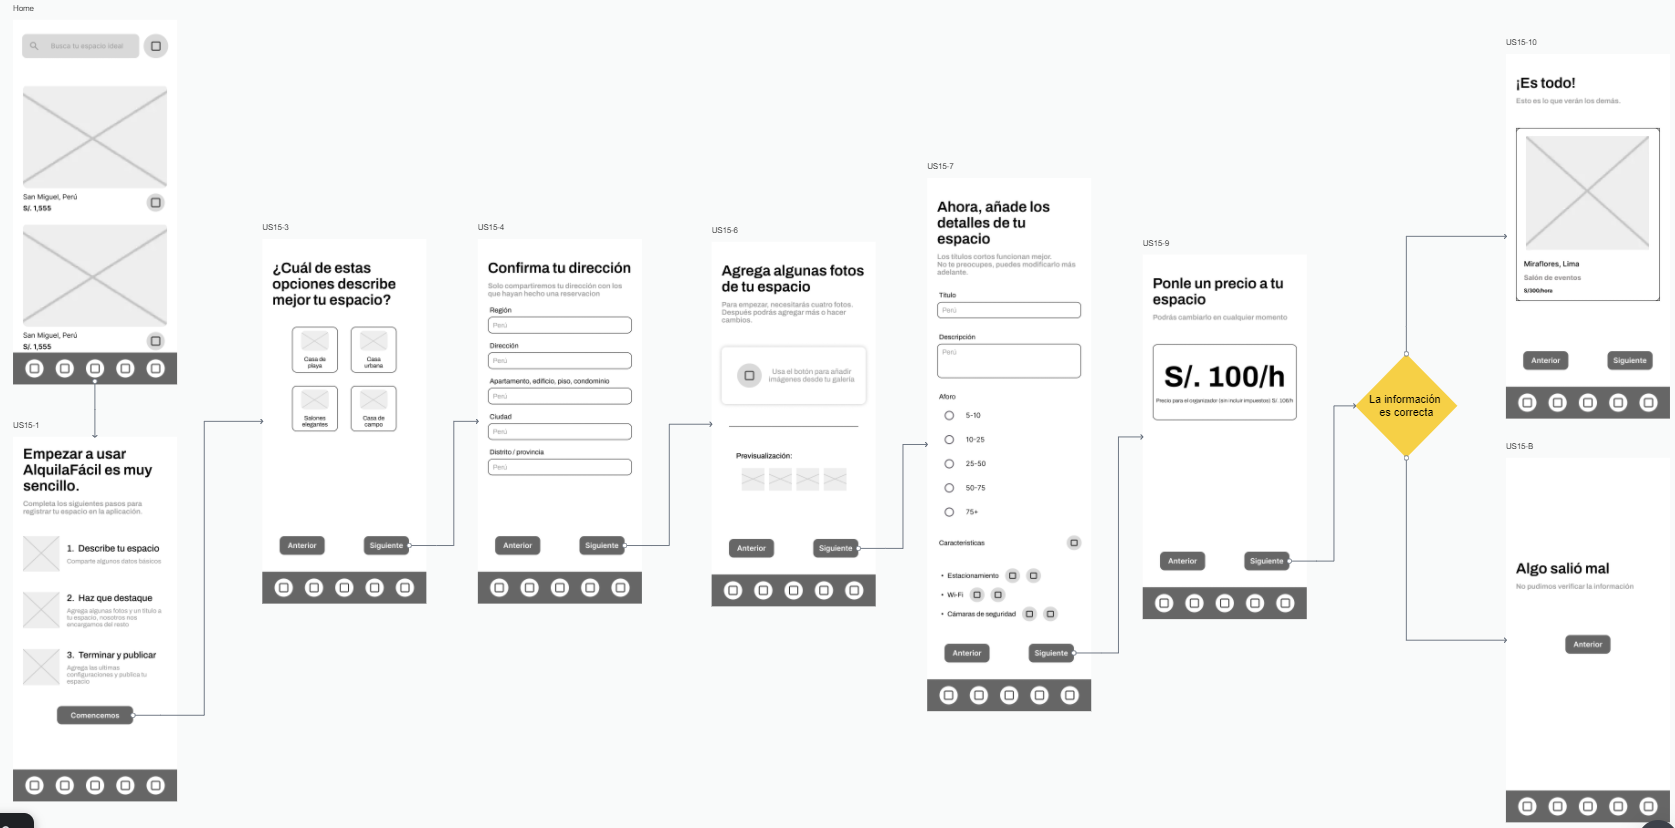 Home
Busca tu espacio ideal
San Miguel, Perú
S/. 1,555
San Miguel, Perú
S/. 1,555
US15-1
Empezar a usar
AlquilaFácil es muy
sencillo.
Completa los siguientes pasos para
registrar tu espacio en la aplicación.
1. Describe tu espacio
Comparte algunos datos básicos
2. Haz que destaque
Agrega algunas fotos y un título a
tu espacio, nosotros nos
encargamos del resto
3. Terminar y publicar
Agrega las ultimas
configuraciones y publica tu
espacio
Comencemos
US15-3
¿Cuál de estas
opciones describe
mejor tu espacio?
Casa de
playa
Casa
urbana
Salones
elegantes
Casa de
campo
Anterior
Siguiente
US15-4
Confirma tu dirección
Solo compartiremos tu dirección con los
que hayan hecho una reservacion
Región
Perú
Dirección
Perú
Apartamento, edificio, piso, condominio
Perú
Ciudad
Perú
Distrito / provincia
Perú
Anterior
Siguiente
US15-6
Agrega algunas fotos
de tu espacio
Para empezar, necesitarás cuatro fotos.
Después podrás agregar más o hacer
cambios.
Usa el botón para añadir
imágenes desde tu galería
Previsualización:
Anterior
Siguiente
US15-7
Ahora, añade los
detalles de tu
espacio
Los títulos cortos funcionan mejor.
No te preocupes, puedes modificarlo más
adelante.
Título
Perú
Descripción
Perú
Aforo
5-10
10-25
25-50
50-75
75+
Características
• Estacionamiento
• Wi-Fi
• Cámaras de seguridad
Anterior
Siguiente
US15-9
Ponle un precio a tu
espacio
Podrás cambiarlo en cualquier momento
S/. 100/h
Precio para el organizador (sin incluir impuestos) S/. 100/h
Anterior
Siguiente
La información
es correcta
US15-10
¡Es todo!
Esto es lo que verán los demás.
Miraflores, Lima
Salón de eventos
S/300/hora
Anterior
Siguiente
US15-B
Algo salió mal
No pudimos verificar la información
Anterior